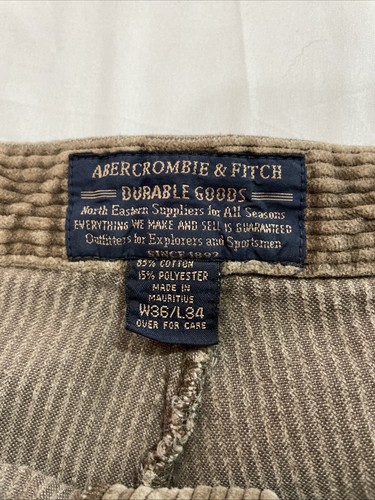 ABERCROMBIE & FITCH
DURABLE GOODS
North Eastern Suppliers for All Seasons
EVERYTHING WE MAKE AND SELL IS GUARANTEED
Outfitters for Explorers and Sportsmen
SINCE 1892
85% COTTON
15% POLYESTER
MADE IN
MAURITIUS
W36/L34
OVER FOR CARE